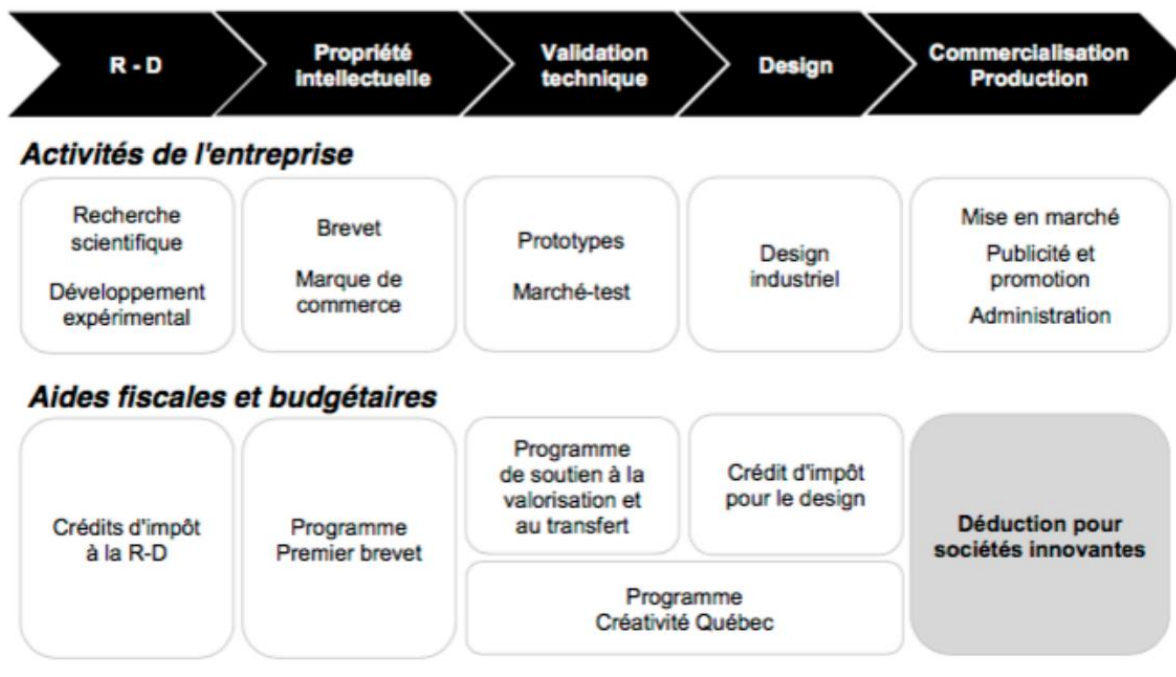 R - D
Propriété
intellectuelle
Validation
technique
Design
Commercialisation
Production
Activités de l'entreprise
Recherche
scientifique
Développement
expérimental
Brevet
Marque de
commerce
Prototypes
Marché-test
Design
industriel
Mise en marché
Publicité et
promotion
Administration
Aides fiscales et budgétaires
Crédits d'impôt
à la R-D
Programme
Premier brevet
Programme
de soutien à la
valorisation et
au transfert
Crédit d'impôt
pour le design
Programme
Créativité Québec
Déduction pour
sociétés innovantes